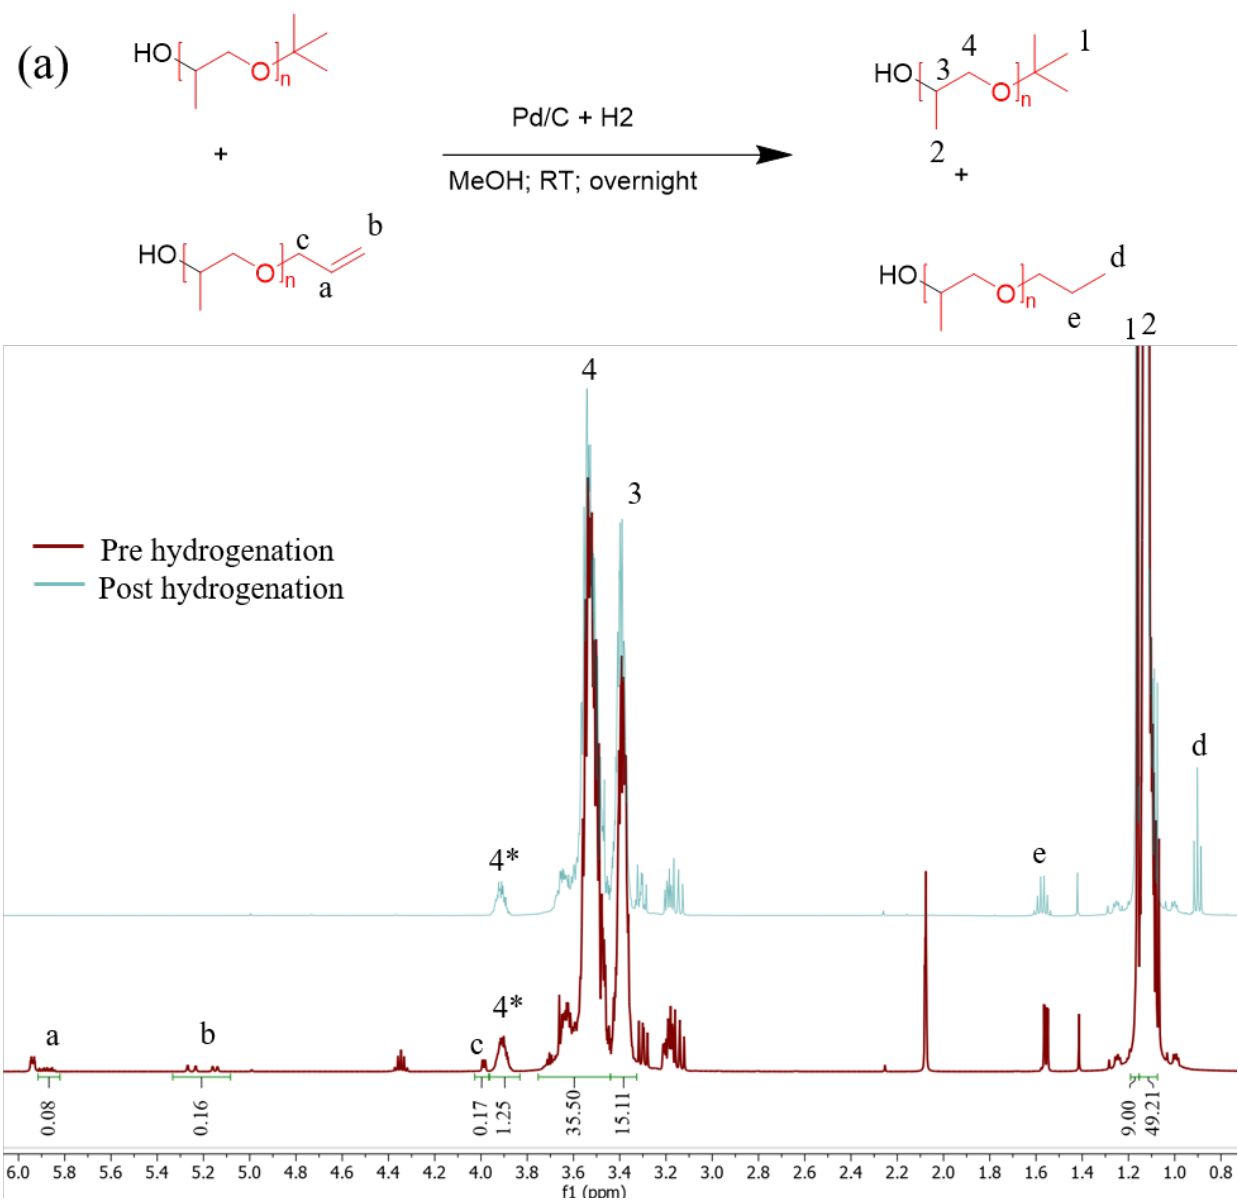 (a)
HO
O
n
1
2
3
4
+
Pd/C + H2
MeOH; RT; overnight
HO
O
n
+
HO
O
n
a
b
c
HO
O
n
d
e
1 2
4
3
Pre hydrogenation
Post hydrogenation
4*
e
d
a
b
c
4*
0.08
0.16
0.17
1.25
35.50
15.11
9.00
49.21
6.0 5.8 5.6 5.4 5.2 5.0 4.8 4.6 4.4 4.2 4.0 3.8 3.6 3.4 3.2 3.0 2.8 2.6 2.4 2.2 2.0 1.8 1.6 1.4 1.2 1.0 0.8
f1 (ppm)